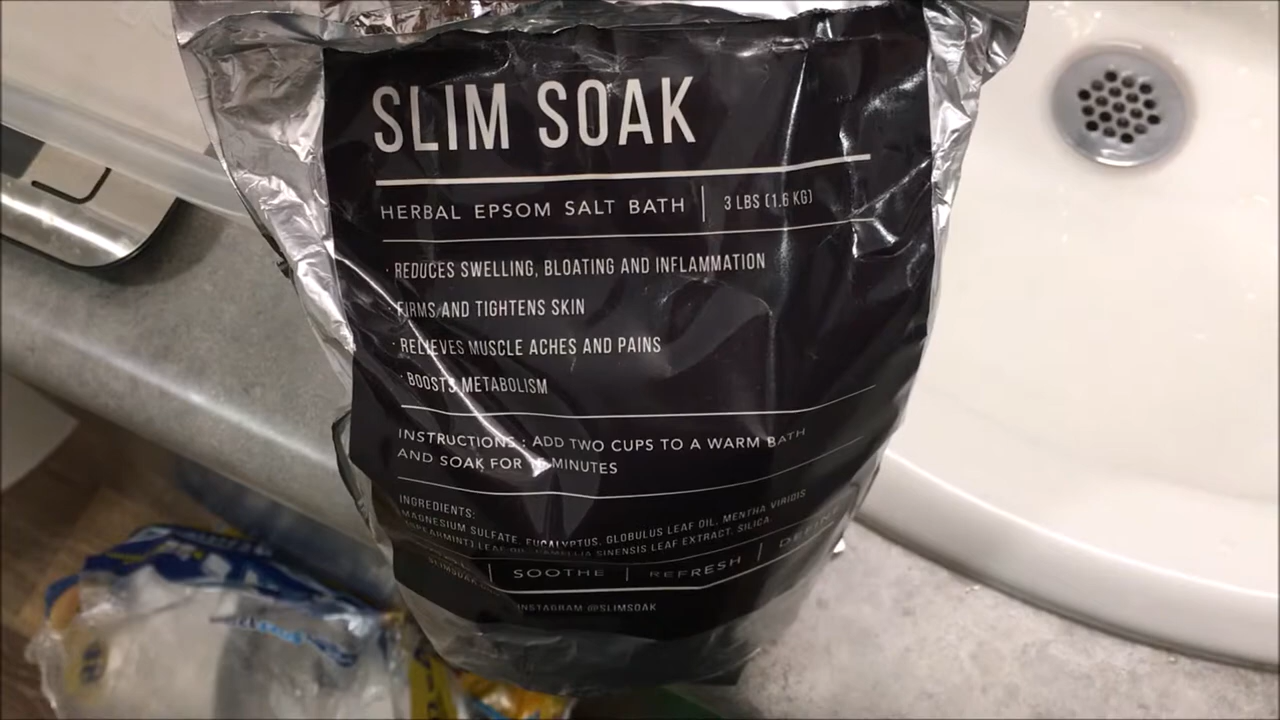 SLIM SOAK
HERBAL EPSOM SALT BATH | 3 LBS (1.6 KG)
· REDUCES SWELLING, BLOATING AND INFLAMMATION
· FIRMS AND TIGHTENS SKIN
· RELIEVES MUSCLE ACHES AND PAINS
· BOOSTS METABOLISM
INSTRUCTIONS : ADD TWO CUPS TO A WARM BATH
AND SOAK FOR MINUTES
INGREDIENTS:
MAGNESIUM SULFATE, EUCALYPTUS, GLOBULUS LEAF OIL, MENTHA VIRIDIS
(SPEARMINT) LEAF OIL, CAMELLIA SINENSIS LEAF EXTRACT, SILICA
| SOOTHE | REFRESH | DEFINE
INSTAGRAM @SLIMSOAK